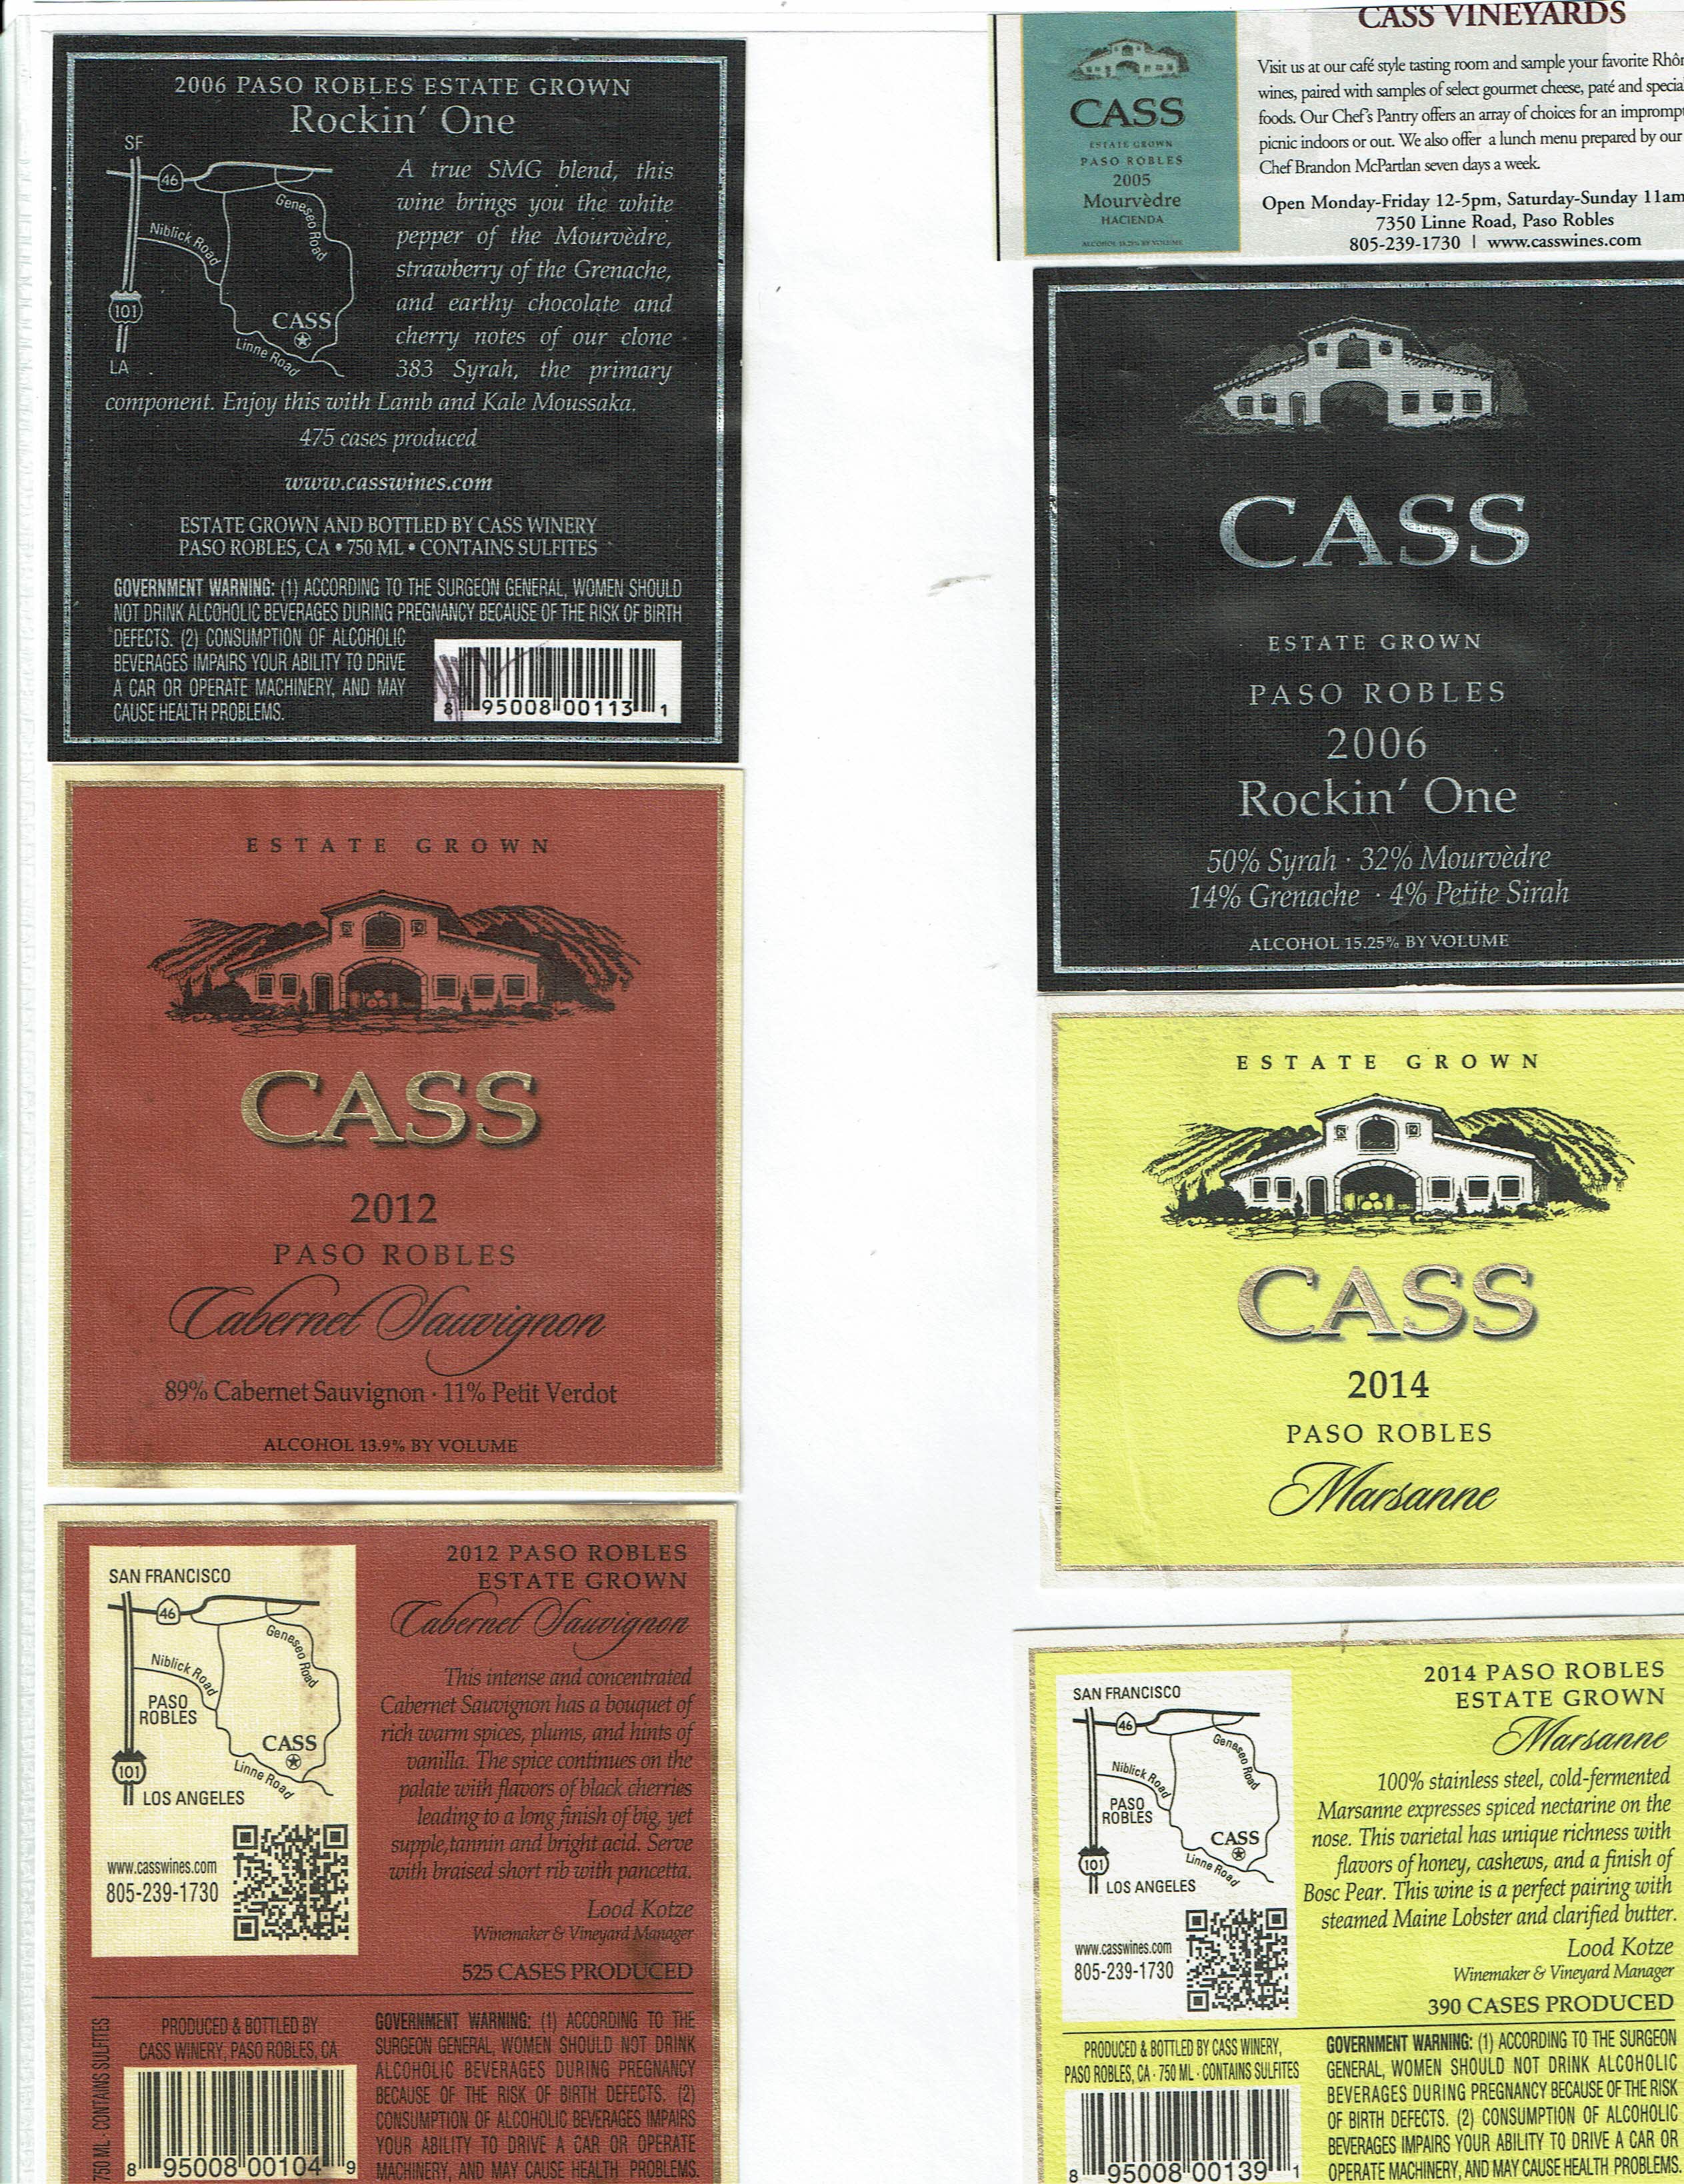 2006 PASO ROBLES ESTATE GROWN
Rockin' One
SF
46
Geneseo Road
Niblick Road
101
CASS
Linne Road
LA
A true SMG blend, this
wine brings you the white
pepper of the Mourvèdre,
strawberry of the Grenache,
and earthy chocolate and
cherry notes of our clone
383 Syrah, the primary
component. Enjoy this with Lamb and Kale Moussaka.
475 cases produced
www.casswines.com
ESTATE GROWN AND BOTTLED BY CASS WINERY
PASO ROBLES, CA • 750 ML • CONTAINS SULFITES
GOVERNMENT WARNING: (1) ACCORDING TO THE SURGEON GENERAL, WOMEN SHOULD
NOT DRINK ALCOHOLIC BEVERAGES DURING PREGNANCY BECAUSE OF THE RISK OF BIRTH
DEFECTS. (2) CONSUMPTION OF ALCOHOLIC
BEVERAGES IMPAIRS YOUR ABILITY TO DRIVE
A CAR OR OPERATE MACHINERY, AND MAY
CAUSE HEALTH PROBLEMS.
8 95008 00113 1
CASS
ESTATE GROWN
PASO ROBLES
2005
Mourvèdre
HACIENDA
ALCOHOL BY VOLUME
CASS VINEYARDS
Visit us at our café style tasting room and sample your favorite
wines, paired with samples of select gourmet cheese, paté and
foods. Our Chef's Pantry offers an array of choices for an
picnic indoors or out. We also offer a lunch menu prepared by our
Chef Brandon McPartlan seven days a week.
Open Monday-Friday 12-5pm, Saturday-Sunday 11am
7350 Linne Road, Paso Robles
805-239-1730 | www.casswines.com
CASS
ESTATE GROWN
PASO ROBLES
2006
Rockin' One
50% Syrah · 32% Mourvèdre
14% Grenache · 4% Petite Sirah
ALCOHOL 15.25% BY VOLUME
ESTATE GROWN
CASS
2012
PASO ROBLES
Cabernet Sauvignon
89% Cabernet Sauvignon · 11% Petit Verdot
ALCOHOL 13.9% BY VOLUME
ESTATE GROWN
CASS
2014
PASO ROBLES
Marsanne
SAN FRANCISCO
46
Geneseo Road
Niblick Road
PASO
ROBLES
CASS
101
Linne Road
LOS ANGELES
www.casswines.com
805-239-1730
2012 PASO ROBLES
ESTATE GROWN
Cabernet Sauvignon
This intense and concentrated
Cabernet Sauvignon has a bouquet of
rich warm spices, plums, and hints of
vanilla. The spice continues on the
palate with flavors of black cherries
leading to a long finish of big, yet
supple,tannin and bright acid. Serve
with braised short rib with pancetta.
Lood Kotze
Winemaker & Vineyard Manager
525 CASES PRODUCED
750 ML · CONTAINS SULFITES
PRODUCED & BOTTLED BY
CASS WINERY, PASO ROBLES, CA
8 95008 00104 9
GOVERNMENT WARNING: (1) ACCORDING TO THE
SURGEON GENERAL, WOMEN SHOULD NOT DRINK
ALCOHOLIC BEVERAGES DURING PREGNANCY
BECAUSE OF THE RISK OF BIRTH DEFECTS. (2)
CONSUMPTION OF ALCOHOLIC BEVERAGES IMPAIRS
YOUR ABILITY TO DRIVE A CAR OR OPERATE
MACHINERY, AND MAY CAUSE HEALTH PROBLEMS.
SAN FRANCISCO
46
Geneseo Road
Niblick Road
PASO
ROBLES
CASS
101
Linne Road
LOS ANGELES
www.casswines.com
805-239-1730
2014 PASO ROBLES
ESTATE GROWN
Marsanne
100% stainless steel, cold-fermented
Marsanne expresses spiced nectarine on the
nose. This varietal has unique richness with
flavors of honey, cashews, and a finish of
Bosc Pear. This wine is a perfect pairing with
steamed Maine Lobster and clarified butter.
Lood Kotze
Winemaker & Vineyard Manager
390 CASES PRODUCED
PRODUCED & BOTTLED BY CASS WINERY,
PASO ROBLES, CA · 750 ML · CONTAINS SULFITES
8 95008 00139 1
GOVERNMENT WARNING: (1) ACCORDING TO THE SURGEON
GENERAL, WOMEN SHOULD NOT DRINK ALCOHOLIC
BEVERAGES DURING PREGNANCY BECAUSE OF THE RISK
OF BIRTH DEFECTS. (2) CONSUMPTION OF ALCOHOLIC
BEVERAGES IMPAIRS YOUR ABILITY TO DRIVE A CAR OR
OPERATE MACHINERY, AND MAY CAUSE HEALTH PROBLEMS.